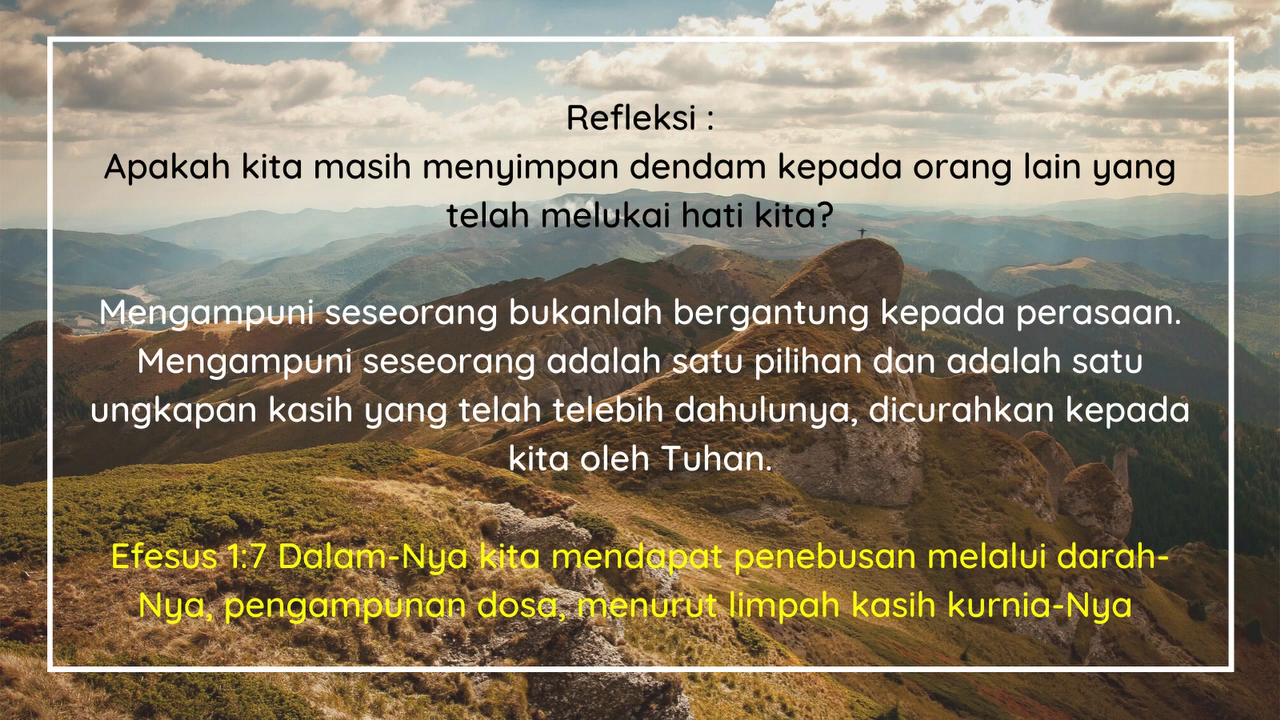 Refleksi :
Apakah kita masih menyimpan dendam kepada orang lain yang
telah melukai hati kita?
Mengampuni seseorang bukanlah bergantung kepada perasaan.
Mengampuni seseorang adalah satu pilihan dan adalah satu
ungkapan kasih yang telah telebih dahulunya, dicurahkan kepada
kita oleh Tuhan.
Efesus 1:7 Dalam-Nya kita mendapat penebusan melalui darah-
Nya, pengampunan dosa, menurut limpah kasih kurnia-Nya